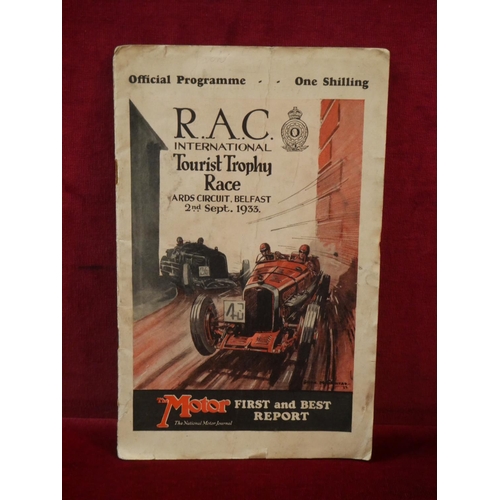 Official Programme . . One Shilling
R.A.C.
INTERNATIONAL
Tourist Trophy
Race
ARDS CIRCUIT, BELFAST
2nd Sept. 1933.
The Motor FIRST and BEST
REPORT
The National Motor Journal